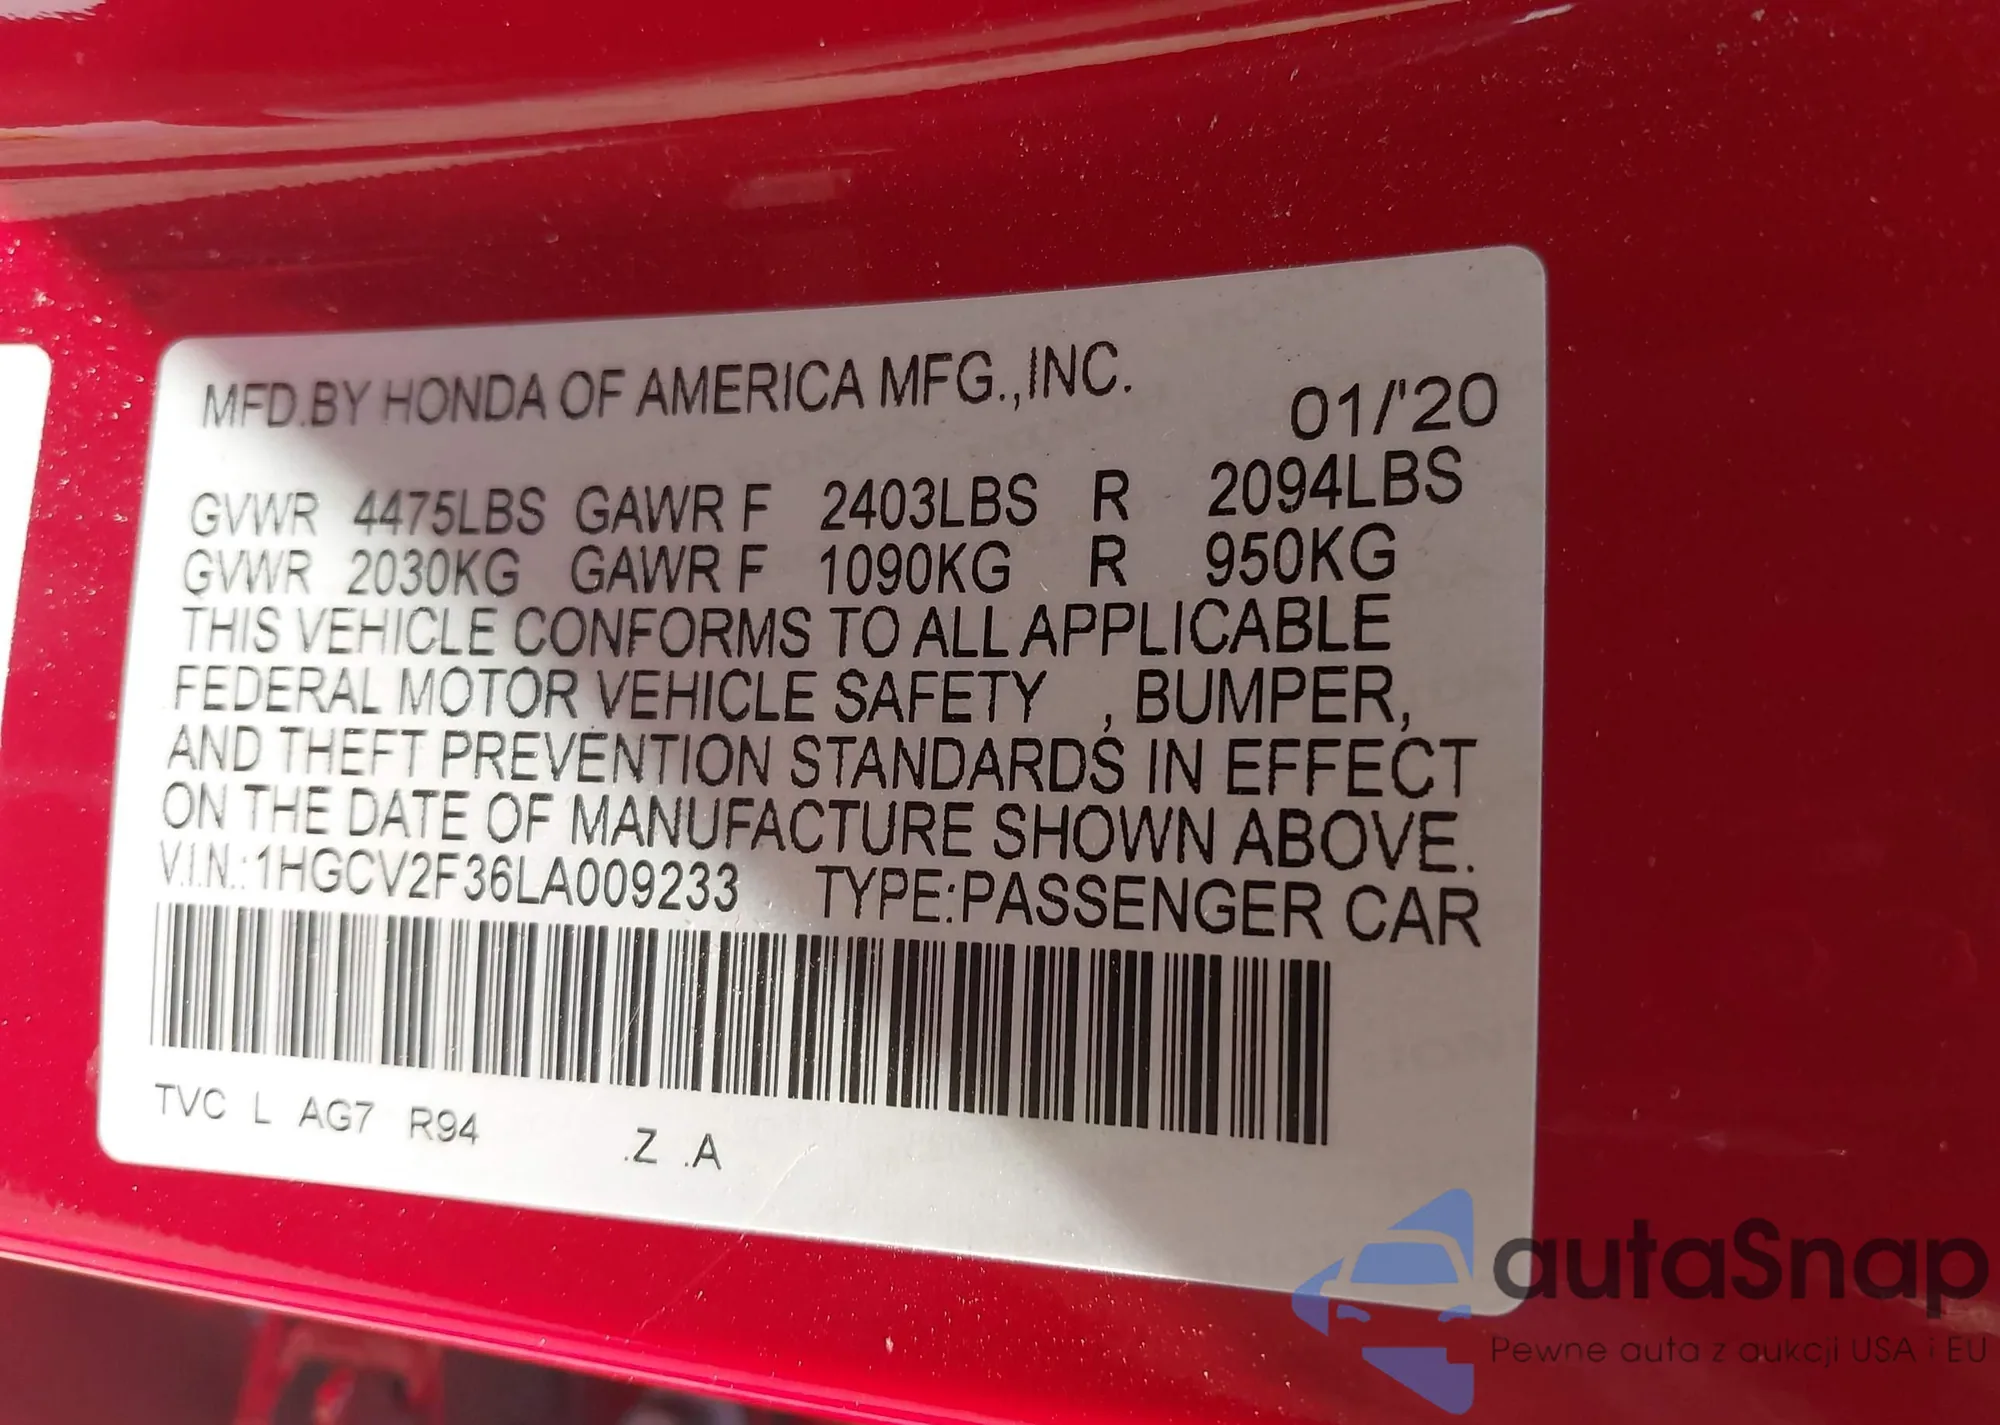 MFD.BY HONDA OF AMERICA MFG.,INC.
01/'20
GVWR 4475LBS GAWR F 2403LBS R 2094LBS
GVWR 2030KG GAWR F 1090KG R 950KG
THIS VEHICLE CONFORMS TO ALL APPLICABLE
FEDERAL MOTOR VEHICLE SAFETY , BUMPER,
AND THEFT PREVENTION STANDARDS IN EFFECT
ON THE DATE OF MANUFACTURE SHOWN ABOVE.
V.I.N.:1HGCV2F36LA009233 TYPE:PASSENGER CAR
TVC L AG7 R94 .Z .A
autaSnap
Pewne auta z aukcji USA i EU